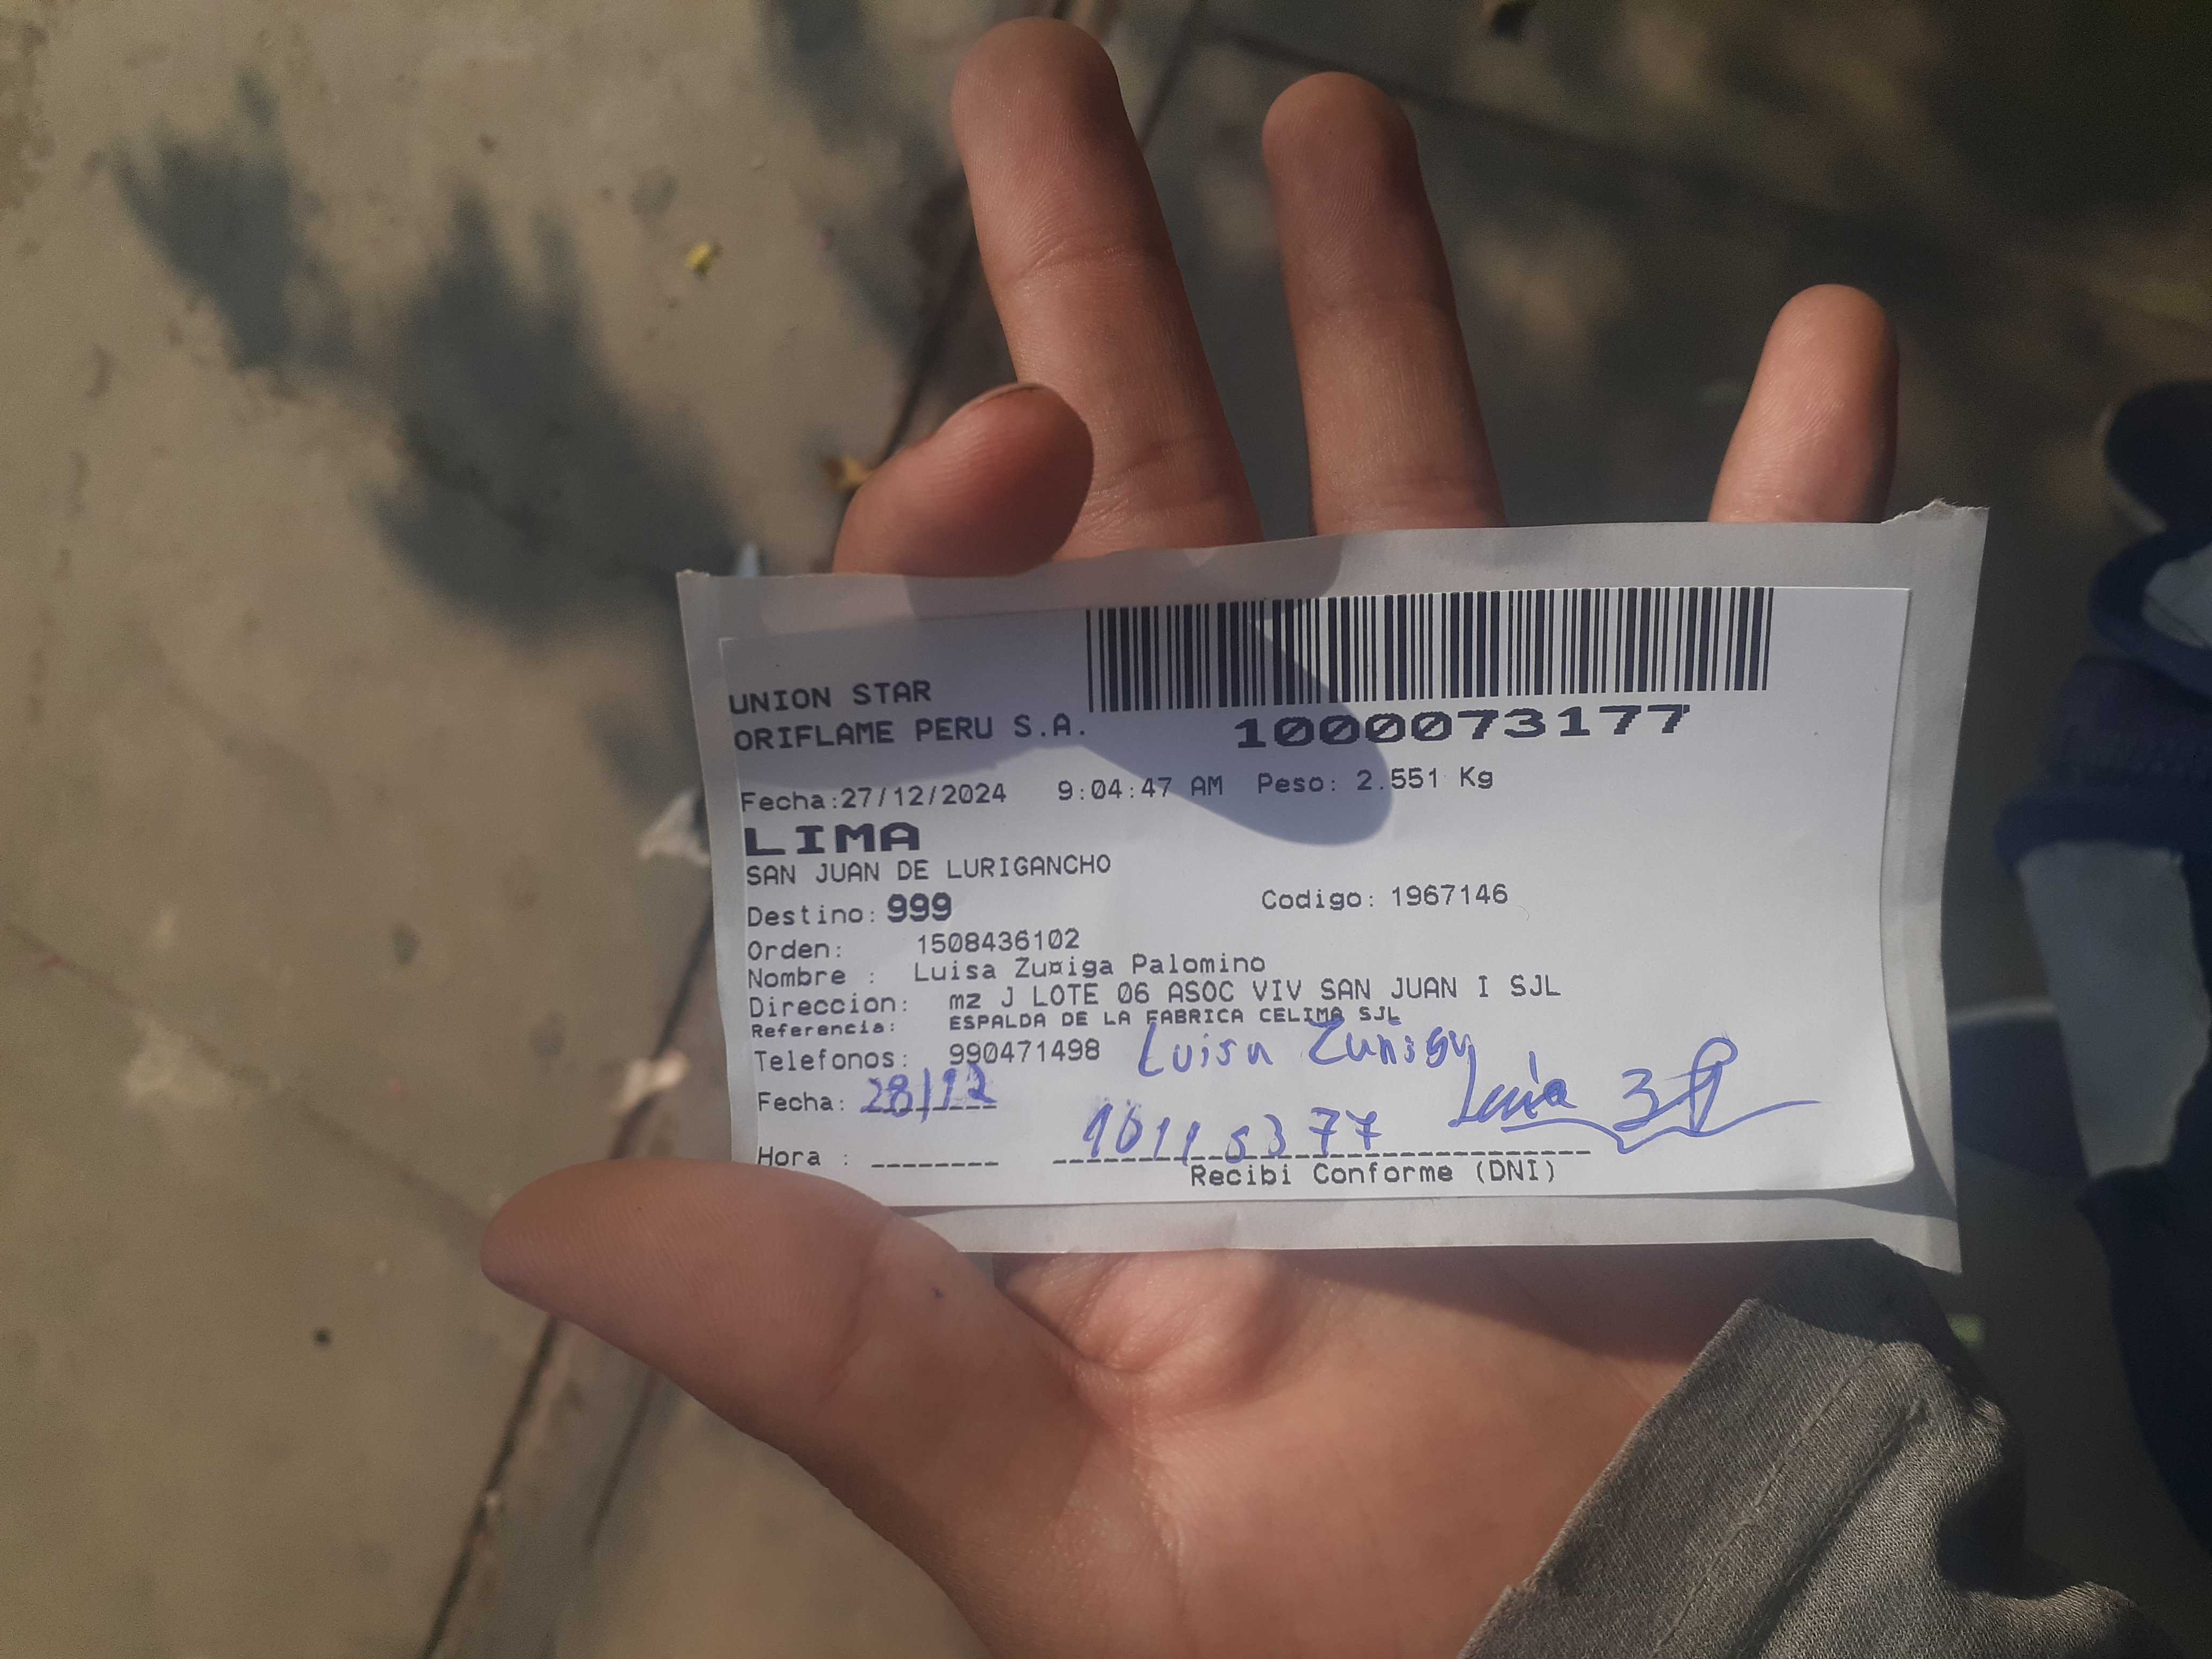 UNION STAR
ORIFLAME PERU S.A.
1000073177
Fecha:27/12/2024 9:04:47 AM Peso: 2.551 Kg
LIMA
SAN JUAN DE LURIGANCHO
Destino: 999 Codigo: 1967146
Orden: 1508436102
Nombre : Luisa Zu¤iga Palomino
Direccion: mz J LOTE 06 ASOC VIV SAN JUAN I SJL
Referencia: ESPALDA DE LA FABRICA CELIMA SJL
Telefonos: 990471498 Luisa Zuniga
Fecha: 28/12
Hora :
Recibi Conforme (DNI)